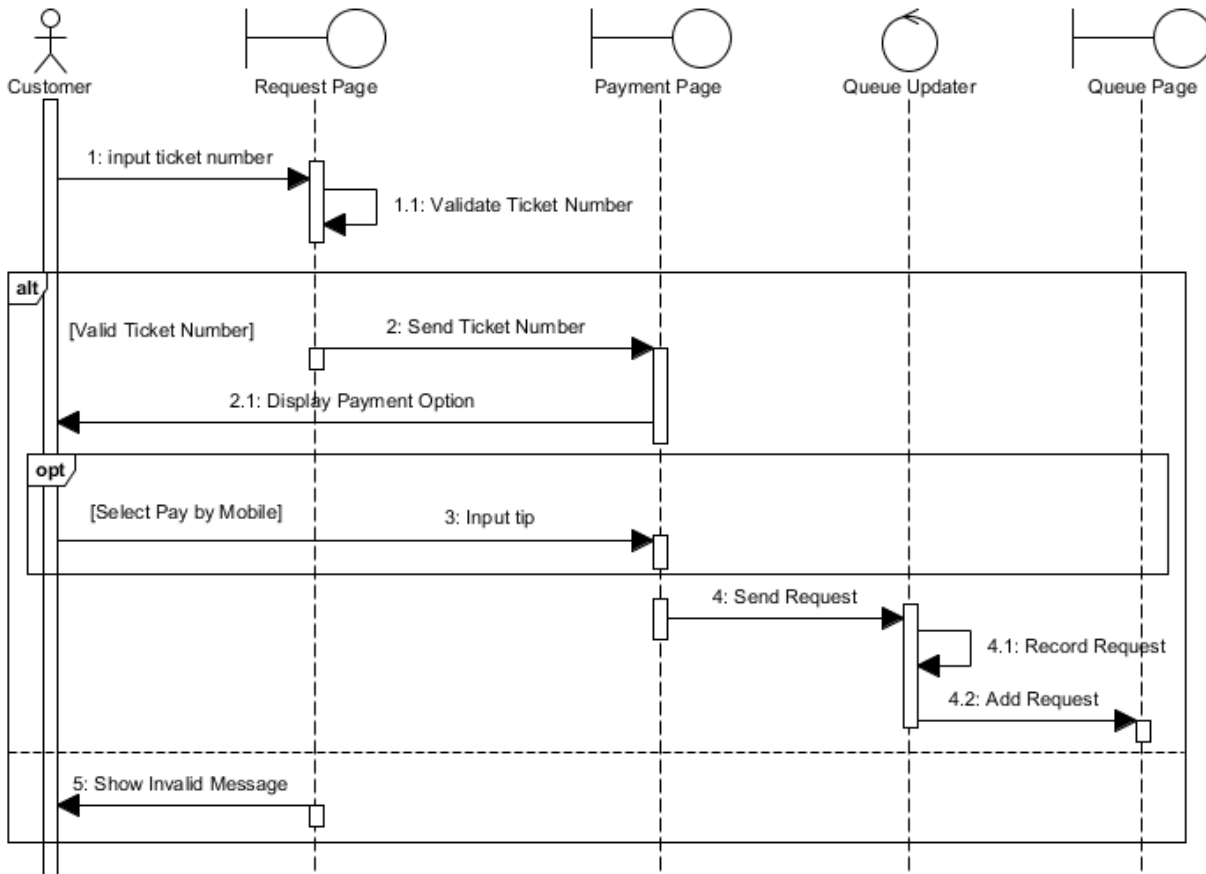 Customer
Request Page
Payment Page
Queue Updater
Queue Page
1: input ticket number
1.1: Validate Ticket Number
alt
[Valid Ticket Number]
2: Send Ticket Number
2.1: Display Payment Option
opt
[Select Pay by Mobile]
3: Input tip
4: Send Request
4.1: Record Request
4.2: Add Request
5: Show Invalid Message